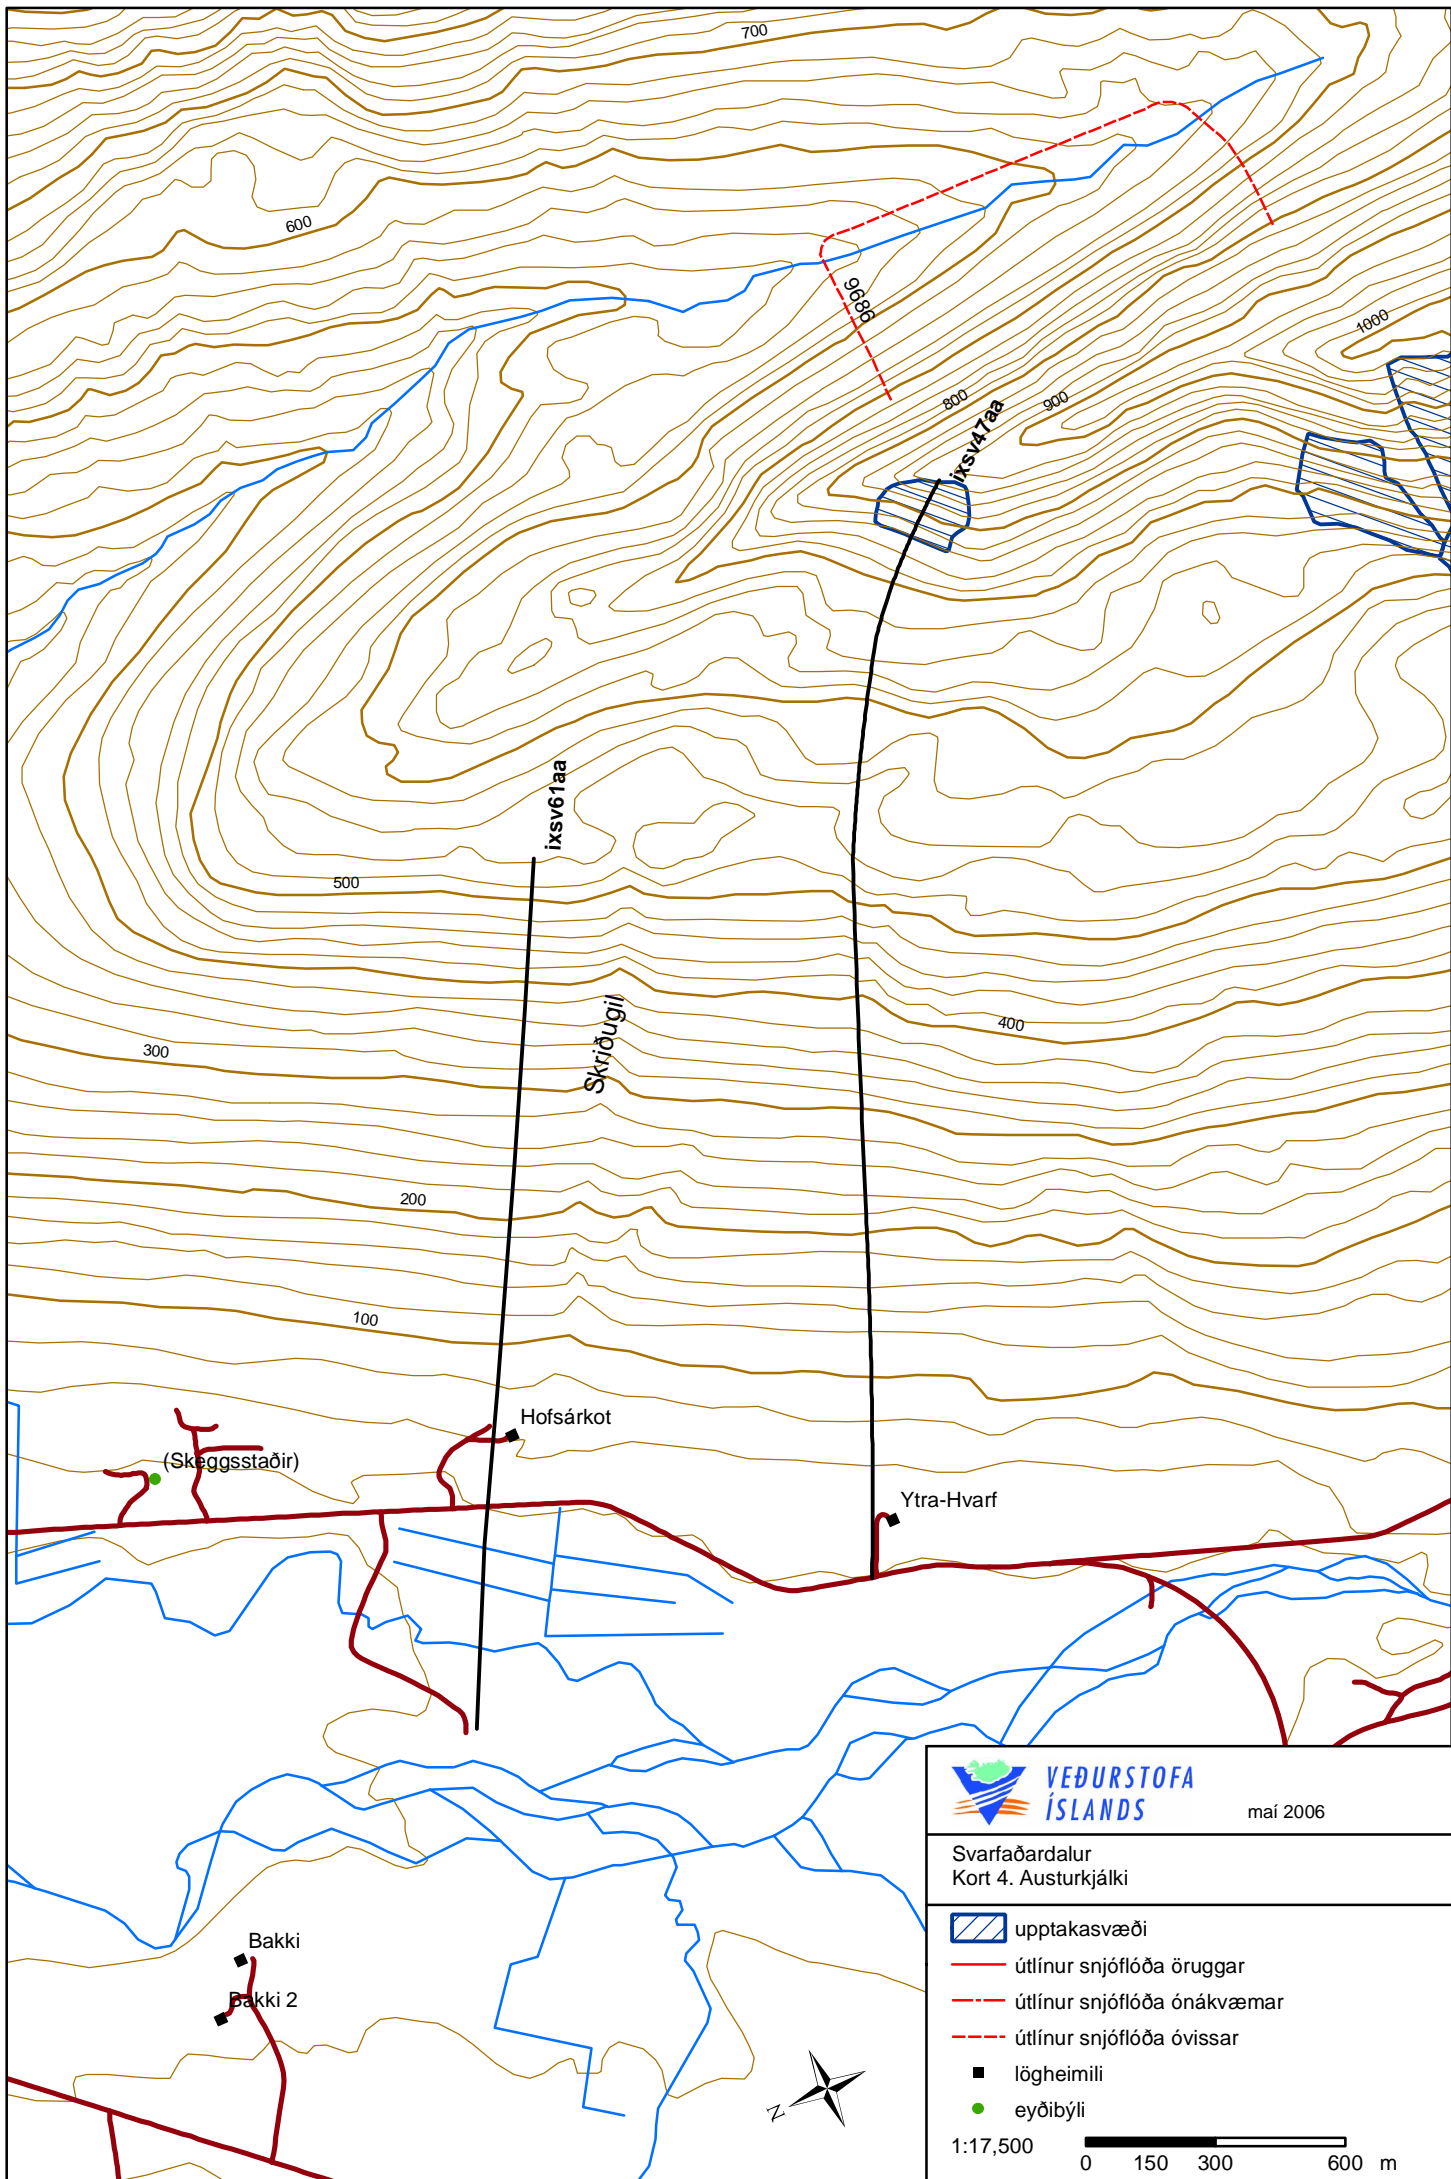 700
600
9686
1000
800
900
ixsv47aa
ixsv61aa
500
Skriðugil
400
300
200
100
Hofsárkot
(Skeggsstaðir)
Ytra-Hvarf
VEÐURSTOFA
ÍSLANDS
maí 2006
Svarfaðardalur
Kort 4. Austurkjálki
upptakasvæði
útlínur snjóflóða öruggar
útlínur snjóflóða ónákvæmar
útlínur snjóflóða óvissar
lögheimili
eyðibýli
1:17,500
0 150 300 600 m
Bakki
Bakki 2
N